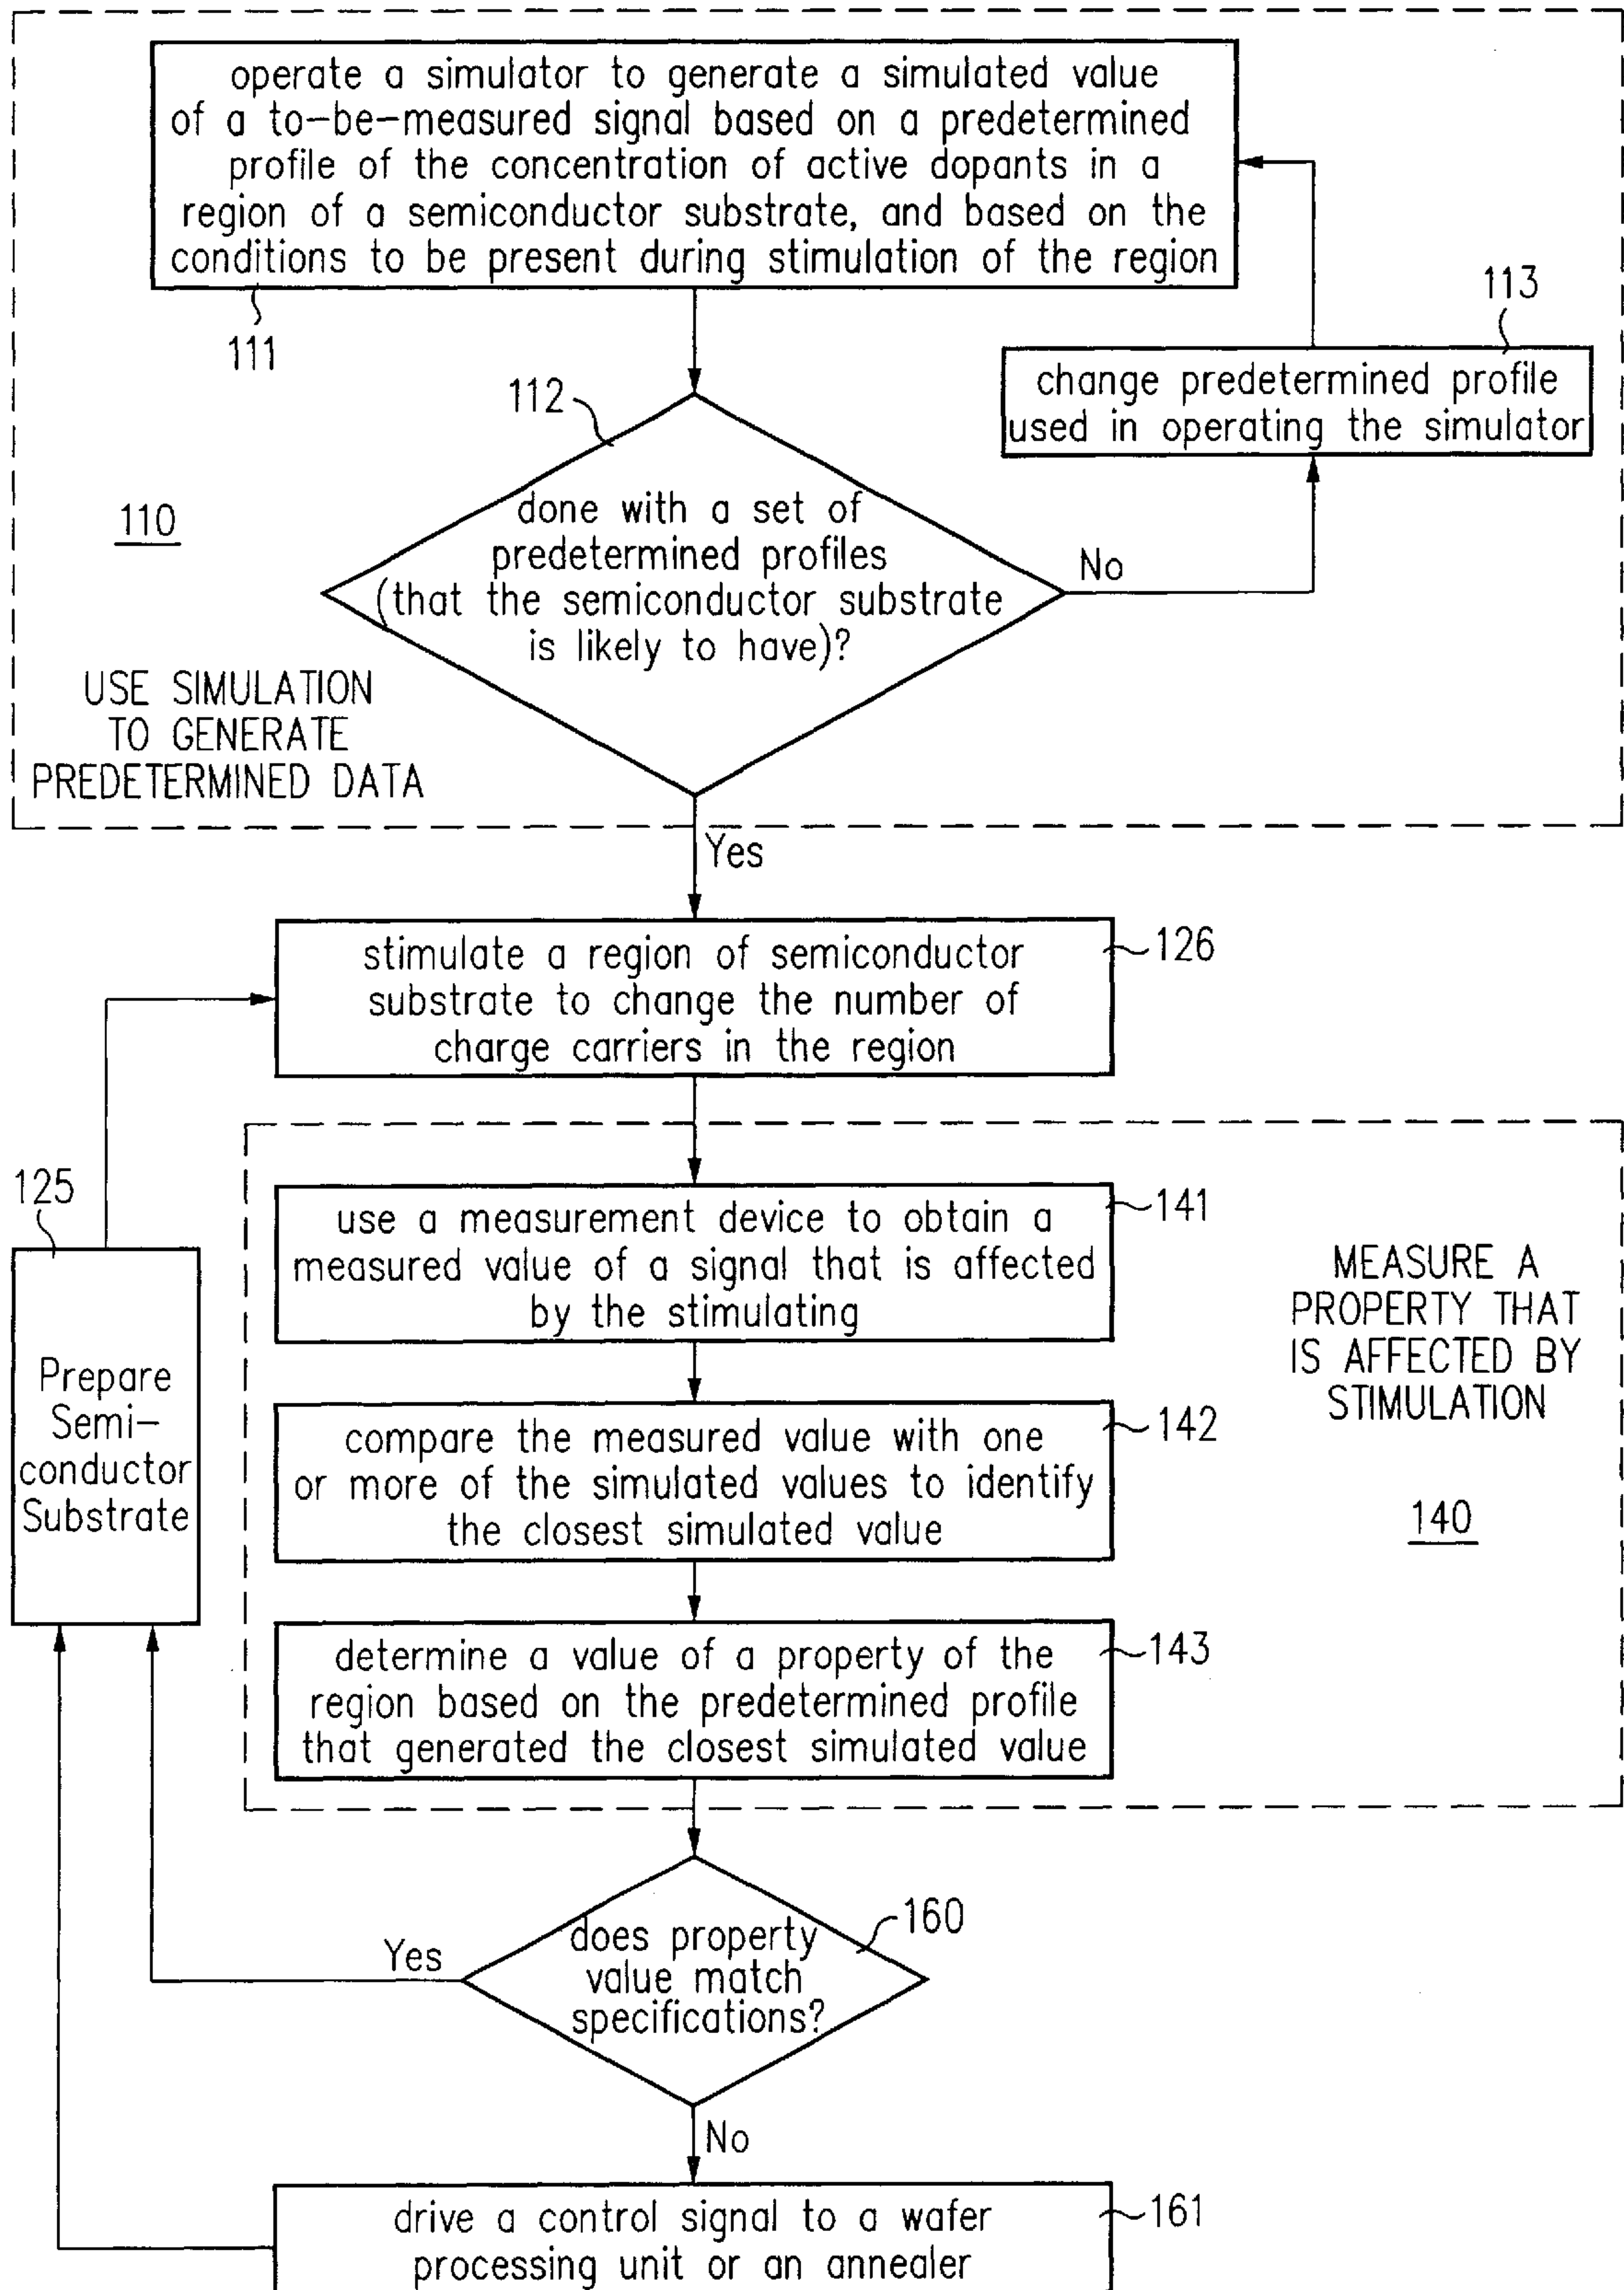 operate a simulator to generate a simulated value
of a to-be-measured signal based on a predetermined
profile of the concentration of active dopants in a
region of a semiconductor substrate, and based on the
conditions to be present during stimulation of the region
111
113
change predetermined profile
used in operating the simulator
112
done with a set of
predetermined profiles
(that the semiconductor substrate
is likely to have)?
No
110
USE SIMULATION
TO GENERATE
PREDETERMINED DATA
Yes
stimulate a region of semiconductor
substrate to change the number of
charge carriers in the region
126
125
Prepare
Semi-
conductor
Substrate
use a measurement device to obtain a
measured value of a signal that is affected
by the stimulating
141
MEASURE A
PROPERTY THAT
IS AFFECTED BY
STIMULATION
140
compare the measured value with one
or more of the simulated values to identify
the closest simulated value
142
determine a value of a property of the
region based on the predetermined profile
that generated the closest simulated value
143
does property
value match
specifications?
160
Yes
No
drive a control signal to a wafer
processing unit or an annealer
161